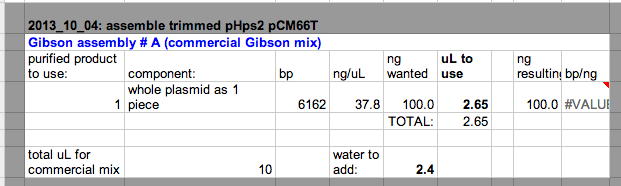 2013_10_04: assemble trimmed pHps2 pCM66T
Gibson assembly # A (commercial Gibson mix)
purified product to use: component: bp ng/uL ng wanted uL to use ng resulting bp/ng
1 whole plasmid as 1 piece 6162 37.8 100.0 2.65 100.0 #VALUE
TOTAL: 2.65
total uL for commercial mix 10 water to add: 2.4